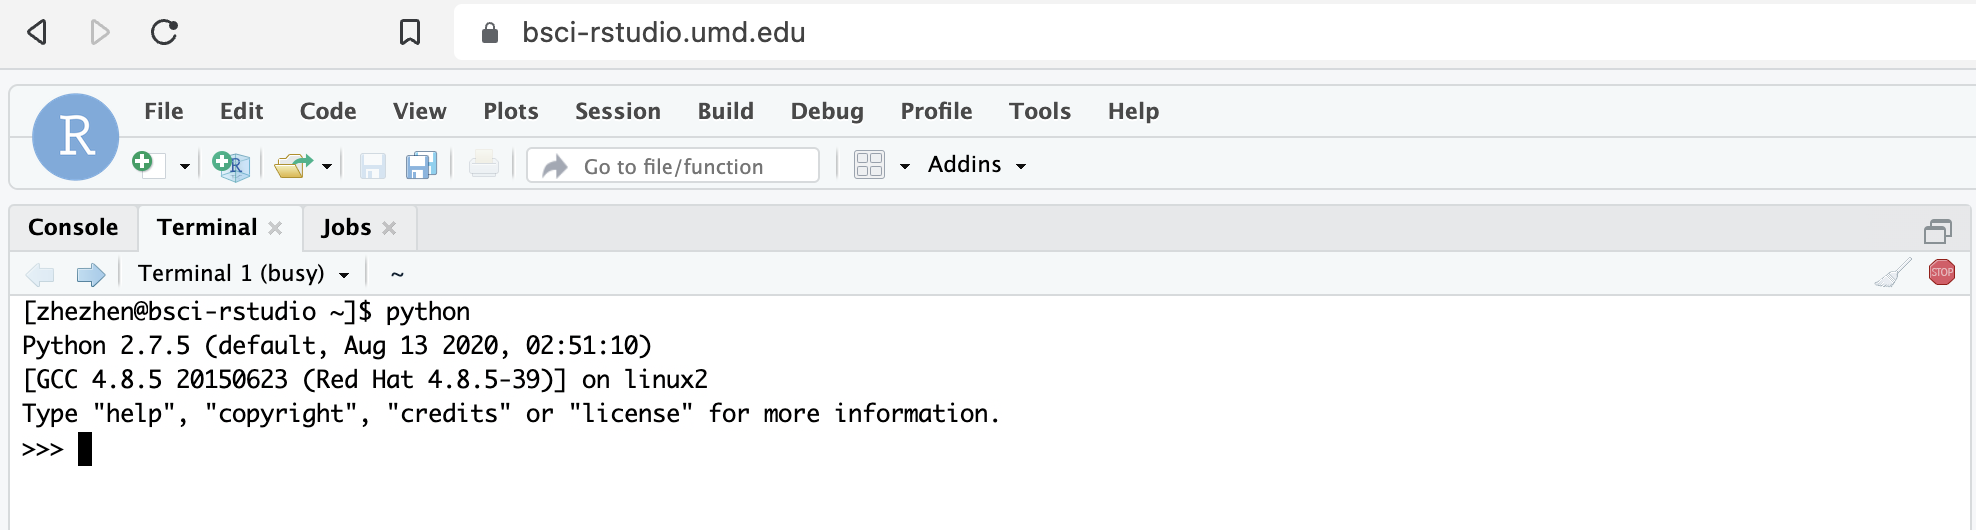 bsci-rstudio.umd.edu
R
File Edit Code View Plots Session Build Debug Profile Tools Help
R Go to file/function Addins
Console Terminal Jobs
Terminal 1 (busy) ~ STOP
[zhezhen@bsci-rstudio ~]$ python
Python 2.7.5 (default, Aug 13 2020, 02:51:10)
[GCC 4.8.5 20150623 (Red Hat 4.8.5-39)] on linux2
Type "help", "copyright", "credits" or "license" for more information.
>>>